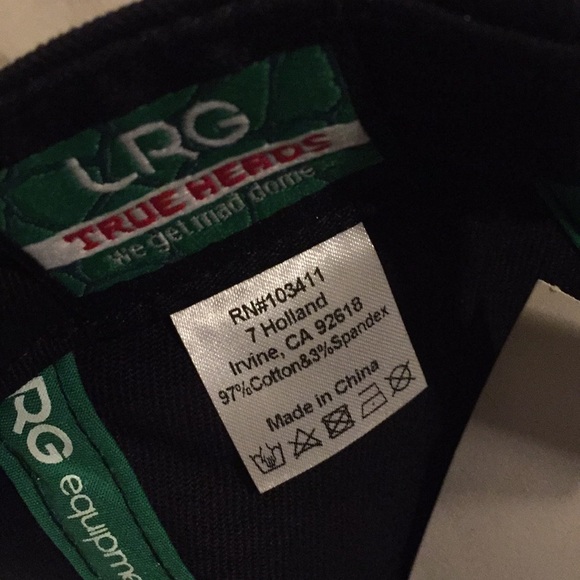 LRG
TRUE HEADS
we get mad dome
RN#103411
7 Holland
Irvine, CA 92618
97%Cotton&3%Spandex
Made in China
RG equipme